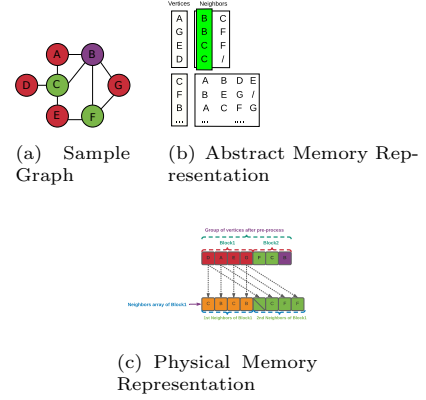 Vertices Neighbors
A B
D C G
E F
A B C
G B F
E C F
D C /
C A B D E
F B E G /
B A C F G
... ....
(a) Sample
Graph
(b) Abstract Memory Rep-
resentation
Group of vertices after pre-process
Block1 Block2
F C B
Neighbors array of Block1
C B C B C F F
1st Neighbors of Block1 2nd Neighbors of Block1
(c) Physical Memory
Representation